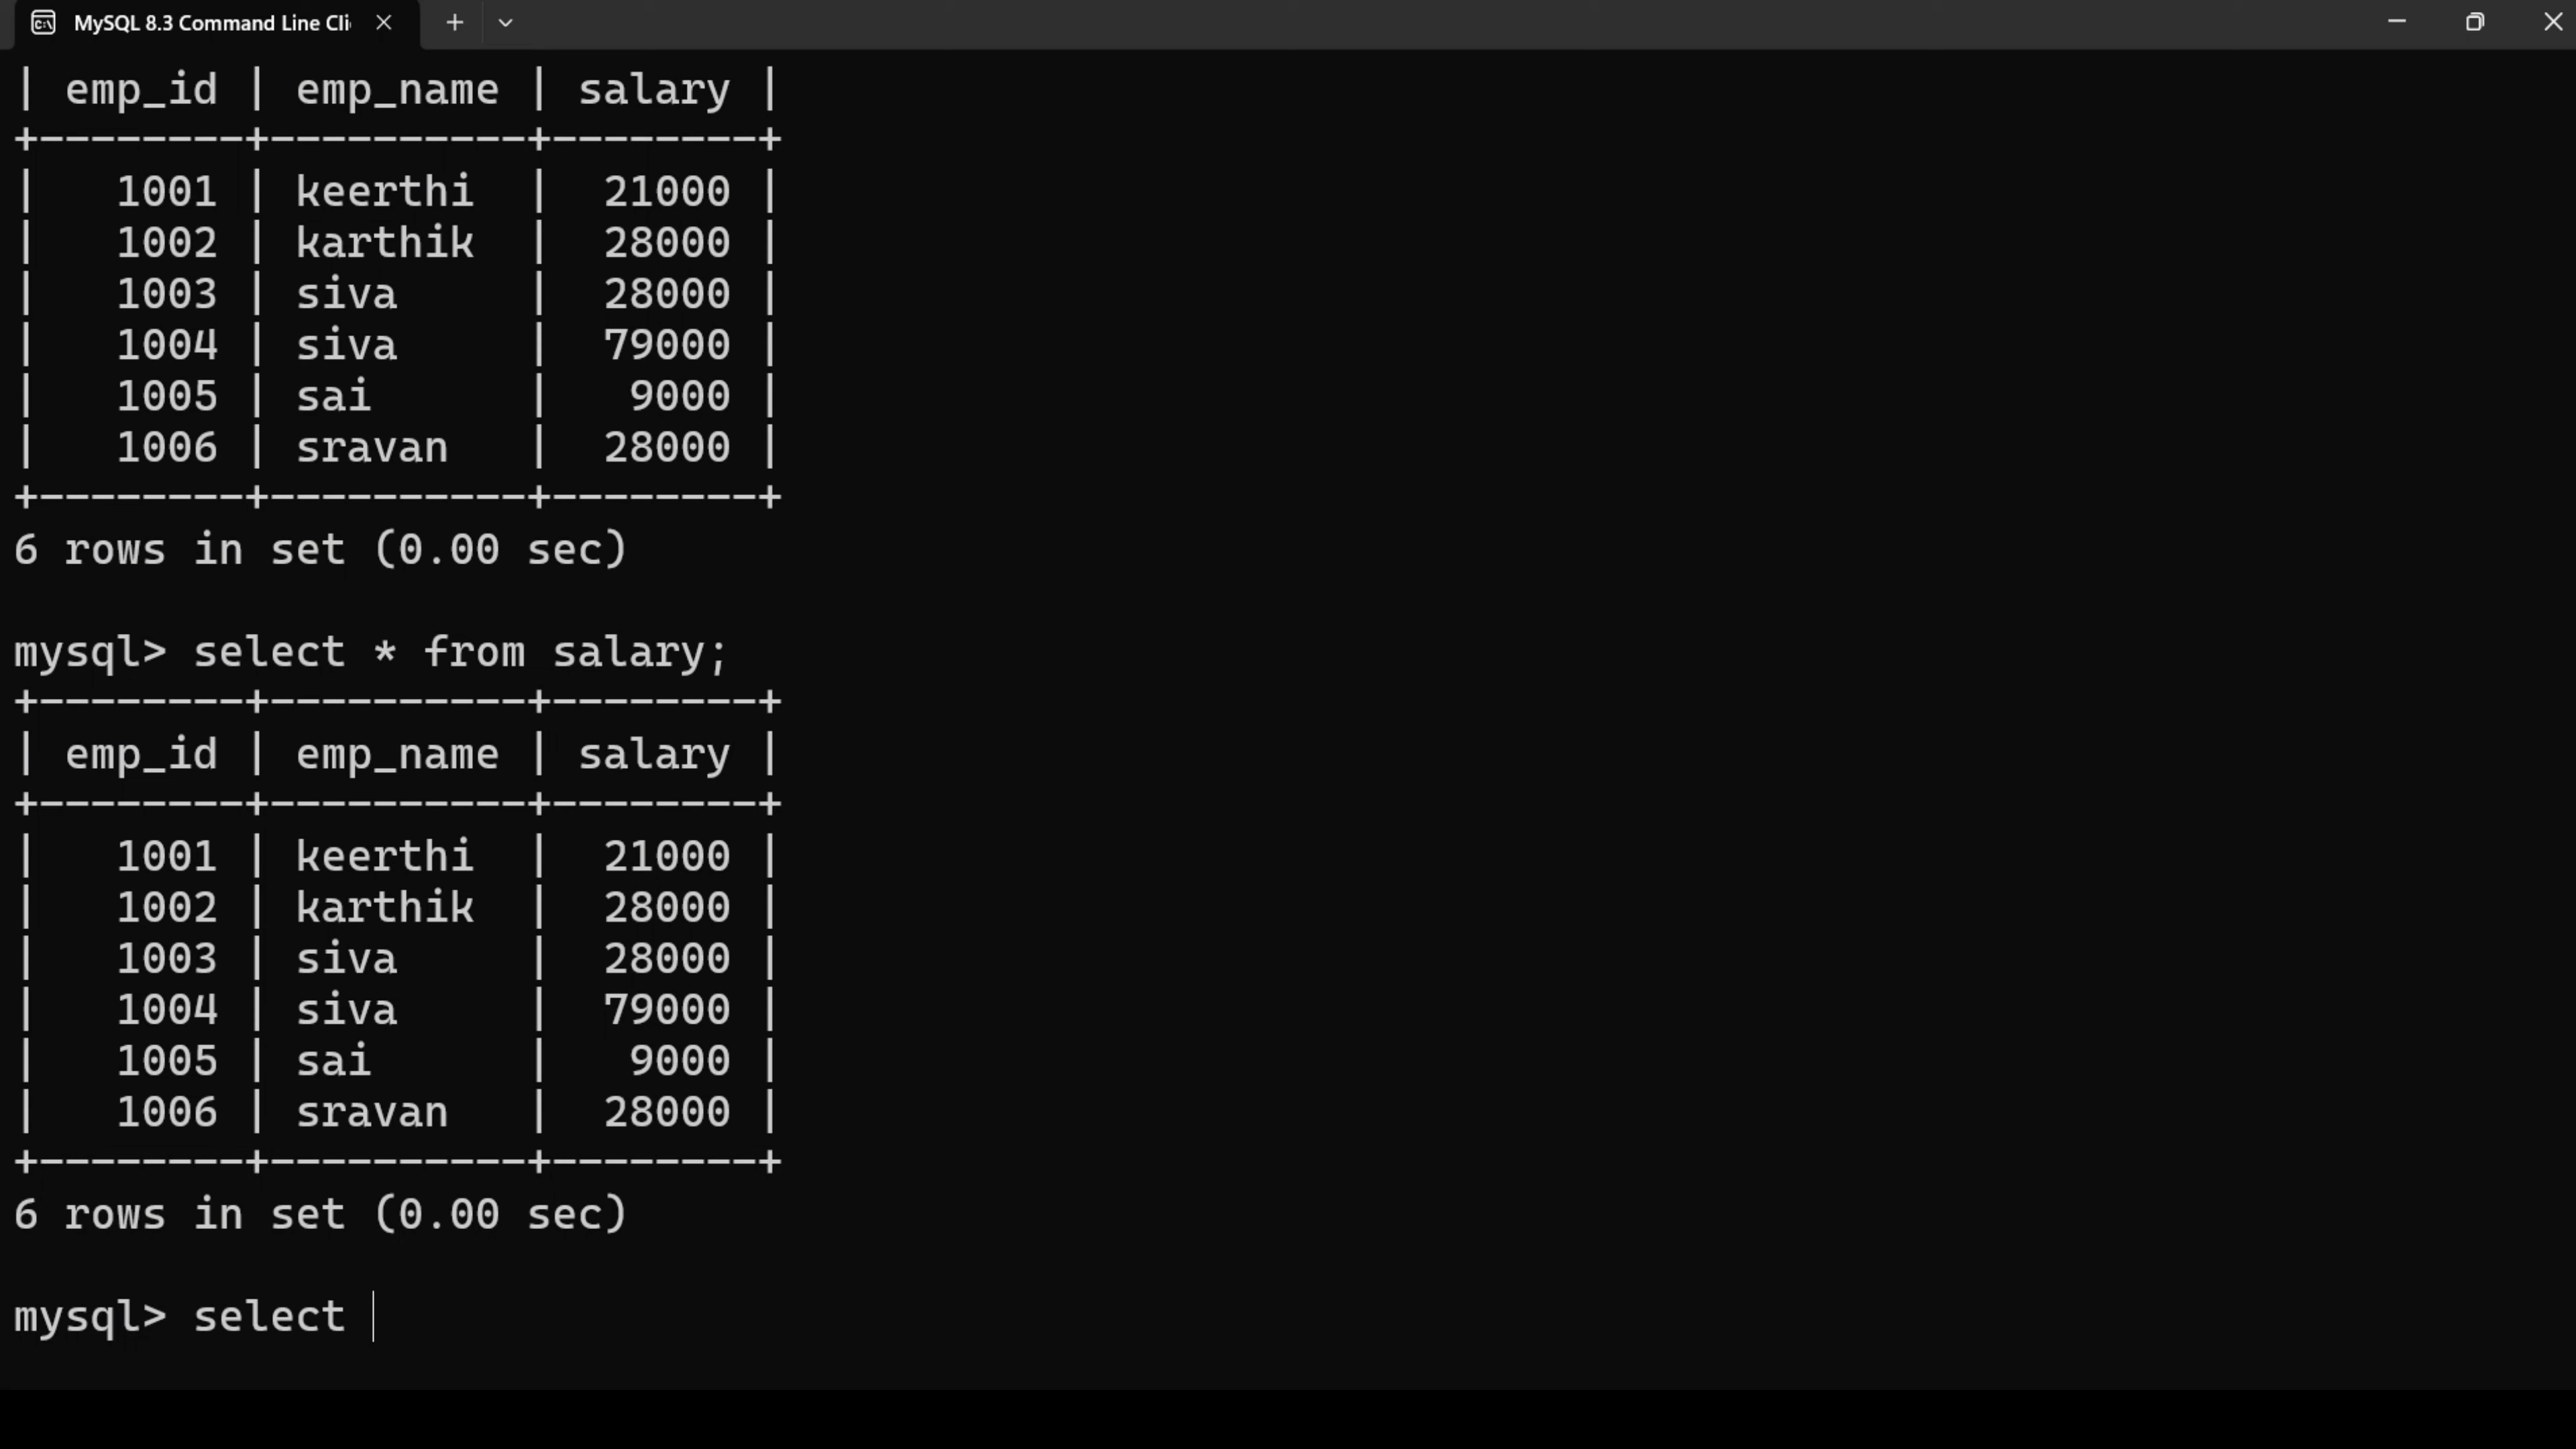 MySQL 8.3 Command Line Cli
| emp_id | emp_name | salary |
+--------+----------+--------+
|   1001 | keerthi  |  21000 |
|   1002 | karthik  |  28000 |
|   1003 | siva     |  28000 |
|   1004 | siva     |  79000 |
|   1005 | sai      |   9000 |
|   1006 | sravan   |  28000 |
+--------+----------+--------+
6 rows in set (0.00 sec)
mysql> select * from salary;
+--------+----------+--------+
| emp_id | emp_name | salary |
+--------+----------+--------+
|   1001 | keerthi  |  21000 |
|   1002 | karthik  |  28000 |
|   1003 | siva     |  28000 |
|   1004 | siva     |  79000 |
|   1005 | sai      |   9000 |
|   1006 | sravan   |  28000 |
+--------+----------+--------+
6 rows in set (0.00 sec)
mysql> select